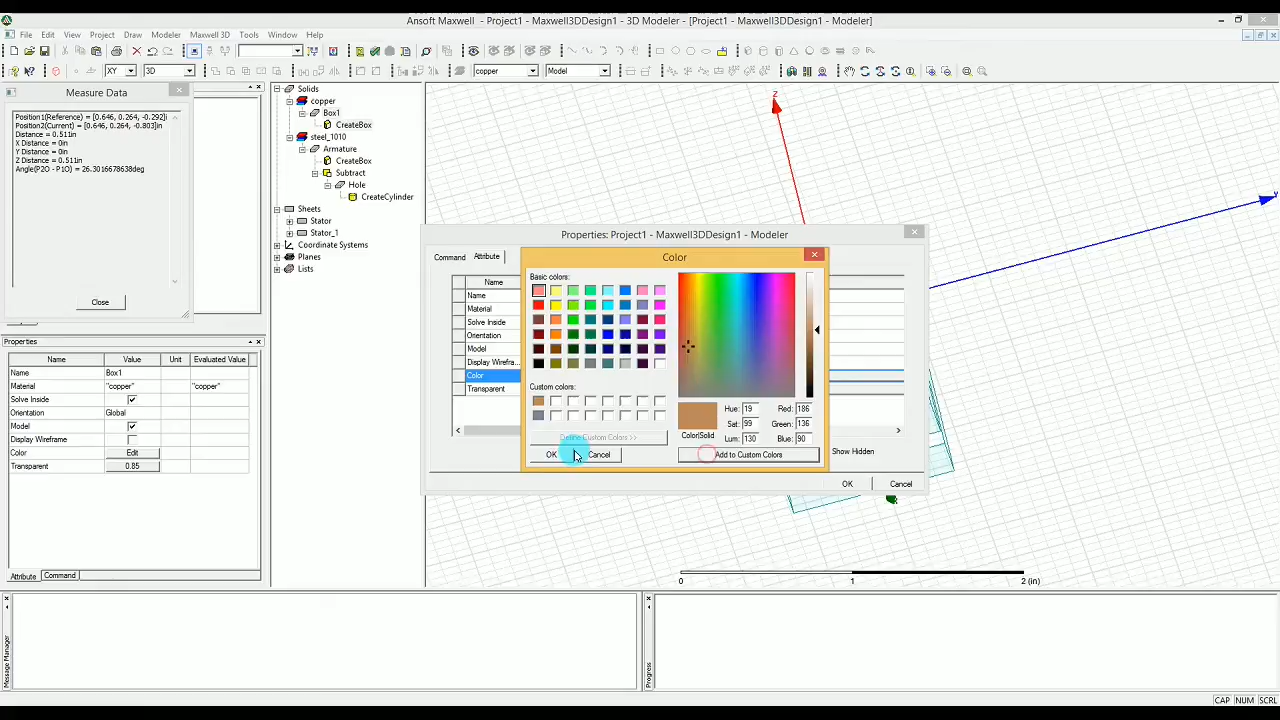 Ansoft Maxwell - Project1 - Maxwell3DDesign1 - 3D Modeler - [Project1 - Maxwell3DDesign1 - Modeler]
File Edit View Project Draw Modeler Maxwell 3D Tools Window Help
XY 3D copper Model
Measure Data
Position1(Reference) = [0.646, 0.264, -0.292]i
Position2(Current) = [0.646, 0.264, -0.803]in
Distance = 0.511in
X Distance = 0in
Y Distance = 0in
Z Distance = 0.511in
Angle(P2O - P1O) = 26.3016678638deg
Close
Solids
copper
Box1
CreateBox
steel_1010
Armature
CreateBox
Subtract
Hole
CreateCylinder
Sheets
Stator
Stator_1
Coordinate Systems
Planes
Lists
Properties
Name Value Unit Evaluated Value
Name Box1
Material "copper" "copper"
Solve Inside
Orientation Global
Model
Display Wireframe
Color Edit
Transparent 0.85
Attribute Command
Properties: Project1 - Maxwell3DDesign1 - Modeler
Command Attribute
Name
Name
Material
Solve Inside
Orientation
Model
Display Wirefra...
Color
Transparent
Show Hidden
OK Cancel
Color
Basic colors:
Custom colors:
Define Custom Colors >>
OK Cancel
Color|Solid
Hue: 19 Red: 186
Sat: 99 Green: 136
Lum: 130 Blue: 90
Add to Custom Colors
Z
Y
0 1 2 (in)
Message Manager
Progress
CAP NUM SCRL